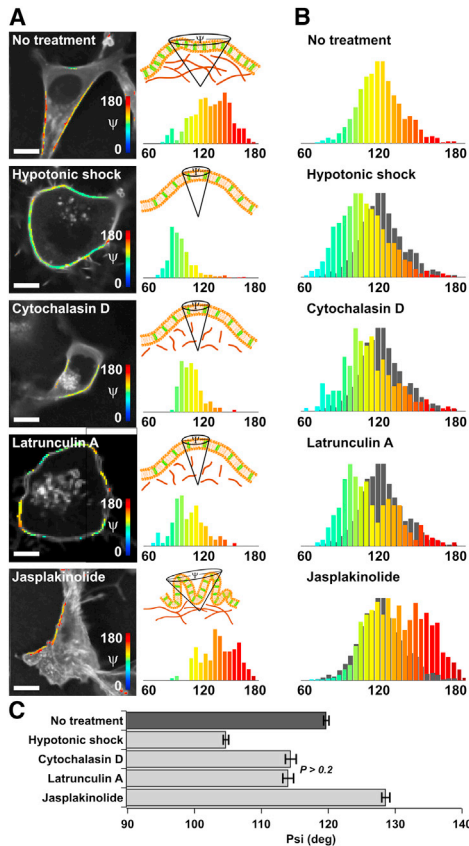 A
B
No treatment
180
Ψ
0
Ψ
60 120 180
No treatment
60 120 180
Hypotonic shock
180
Ψ
0
Ψ
60 120 180
Hypotonic shock
60 120 180
Cytochalasin D
180
Ψ
0
Ψ
60 120 180
Cytochalasin D
60 120 180
Latrunculin A
180
Ψ
0
Ψ
60 120 180
Latrunculin A
60 120 180
Jasplakinolide
180
Ψ
0
Ψ
60 120 180
Jasplakinolide
60 120 180
C
No treatment
Hypotonic shock
Cytochalasin D
P > 0.2
Latrunculin A
Jasplakinolide
90 100 110 120 130 140
Psi (deg)